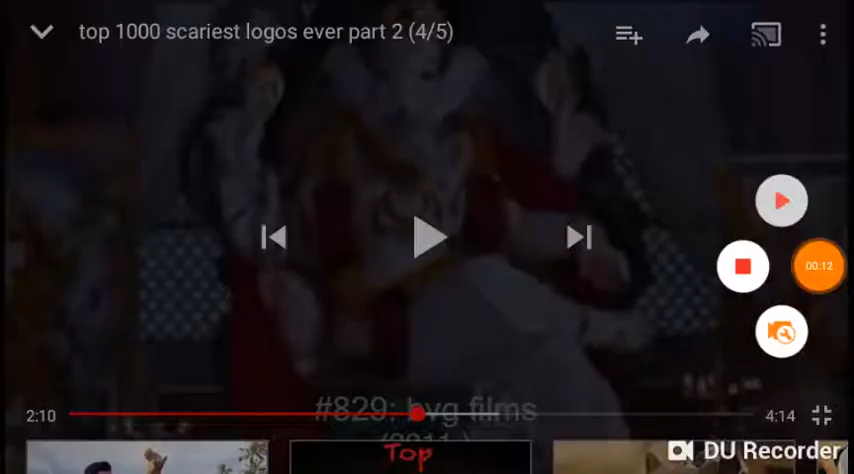 top 1000 scariest logos ever part 2 (4/5)
00:12
#829: bvg films
2:10
4:14
Top
DU Recorder